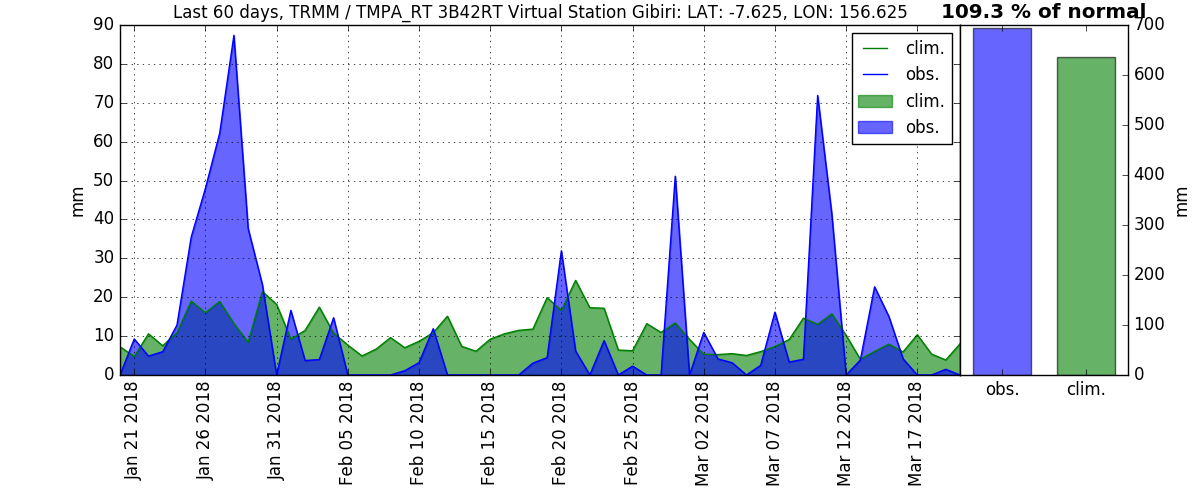 Last 60 days, TRMM / TMPA_RT 3B42RT Virtual Station Gibiri: LAT: -7.625, LON: 156.625
109.3 % of normal
90
80
70
60
50
40
30
20
10
0
mm
clim.
obs.
clim.
obs.
700
600
500
400
300
200
100
0
mm
obs.
clim.
Jan 21 2018
Jan 26 2018
Jan 31 2018
Feb 05 2018
Feb 10 2018
Feb 15 2018
Feb 20 2018
Feb 25 2018
Mar 02 2018
Mar 07 2018
Mar 12 2018
Mar 17 2018